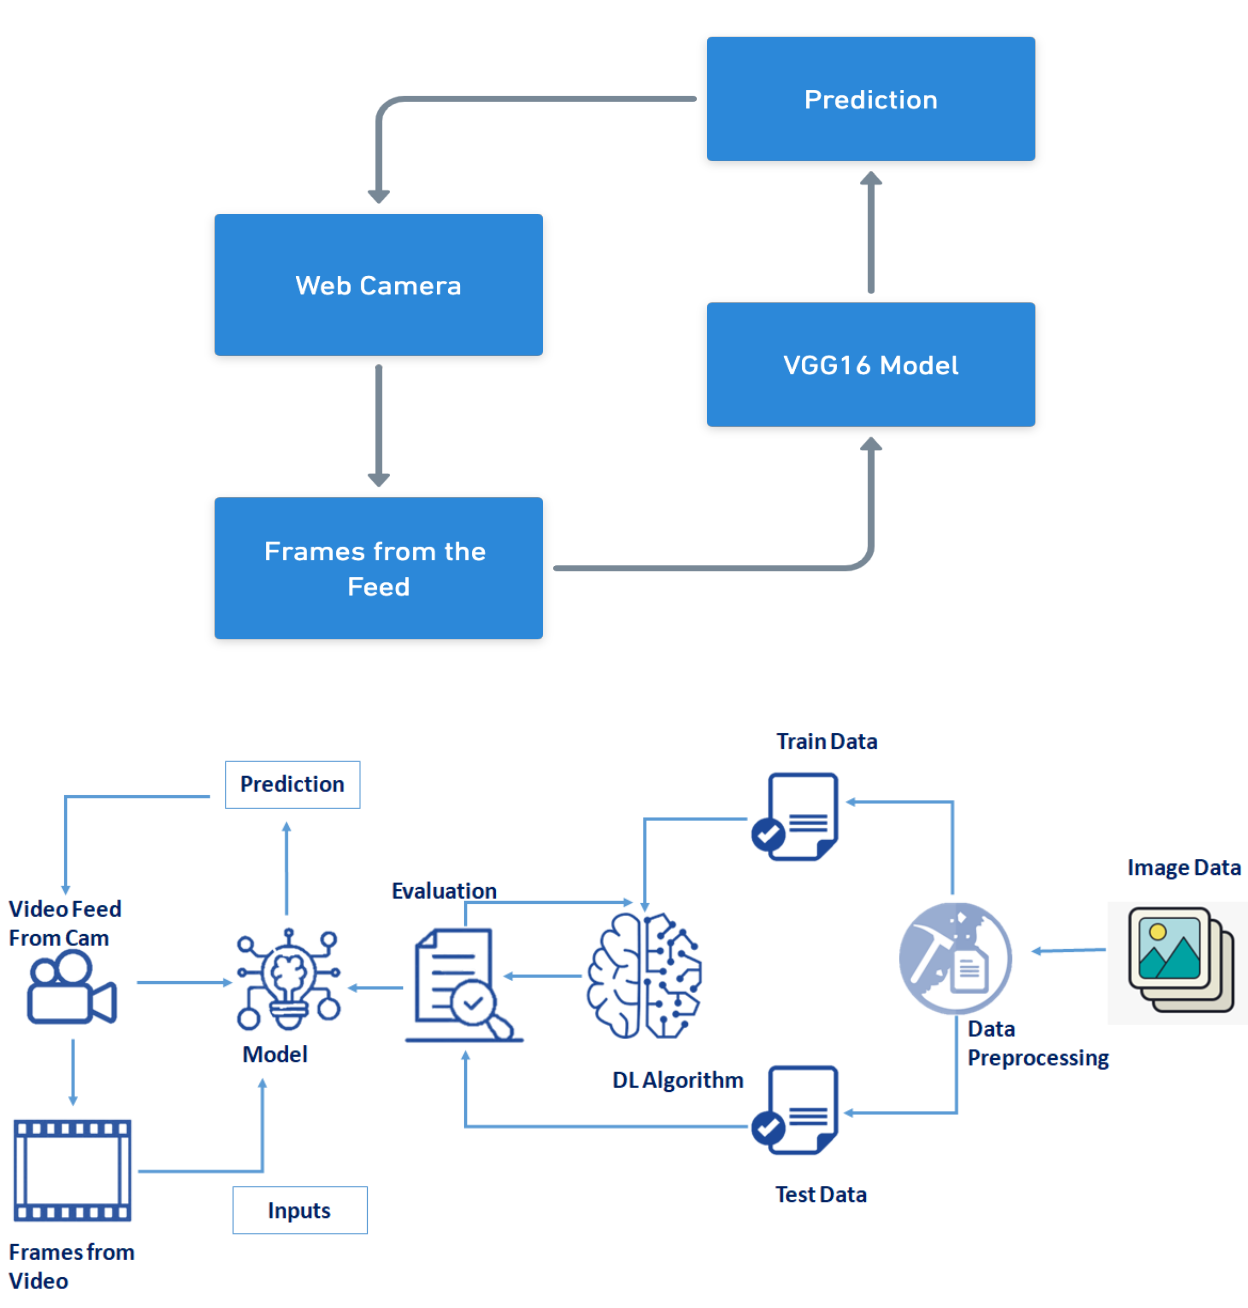 Prediction
Web Camera
VGG16 Model
Frames from the
Feed
Train Data
Prediction
Image Data
Evaluation
Video Feed
From Cam
Data
Preprocessing
Model
DL Algorithm
Test Data
Inputs
Frames from
Video